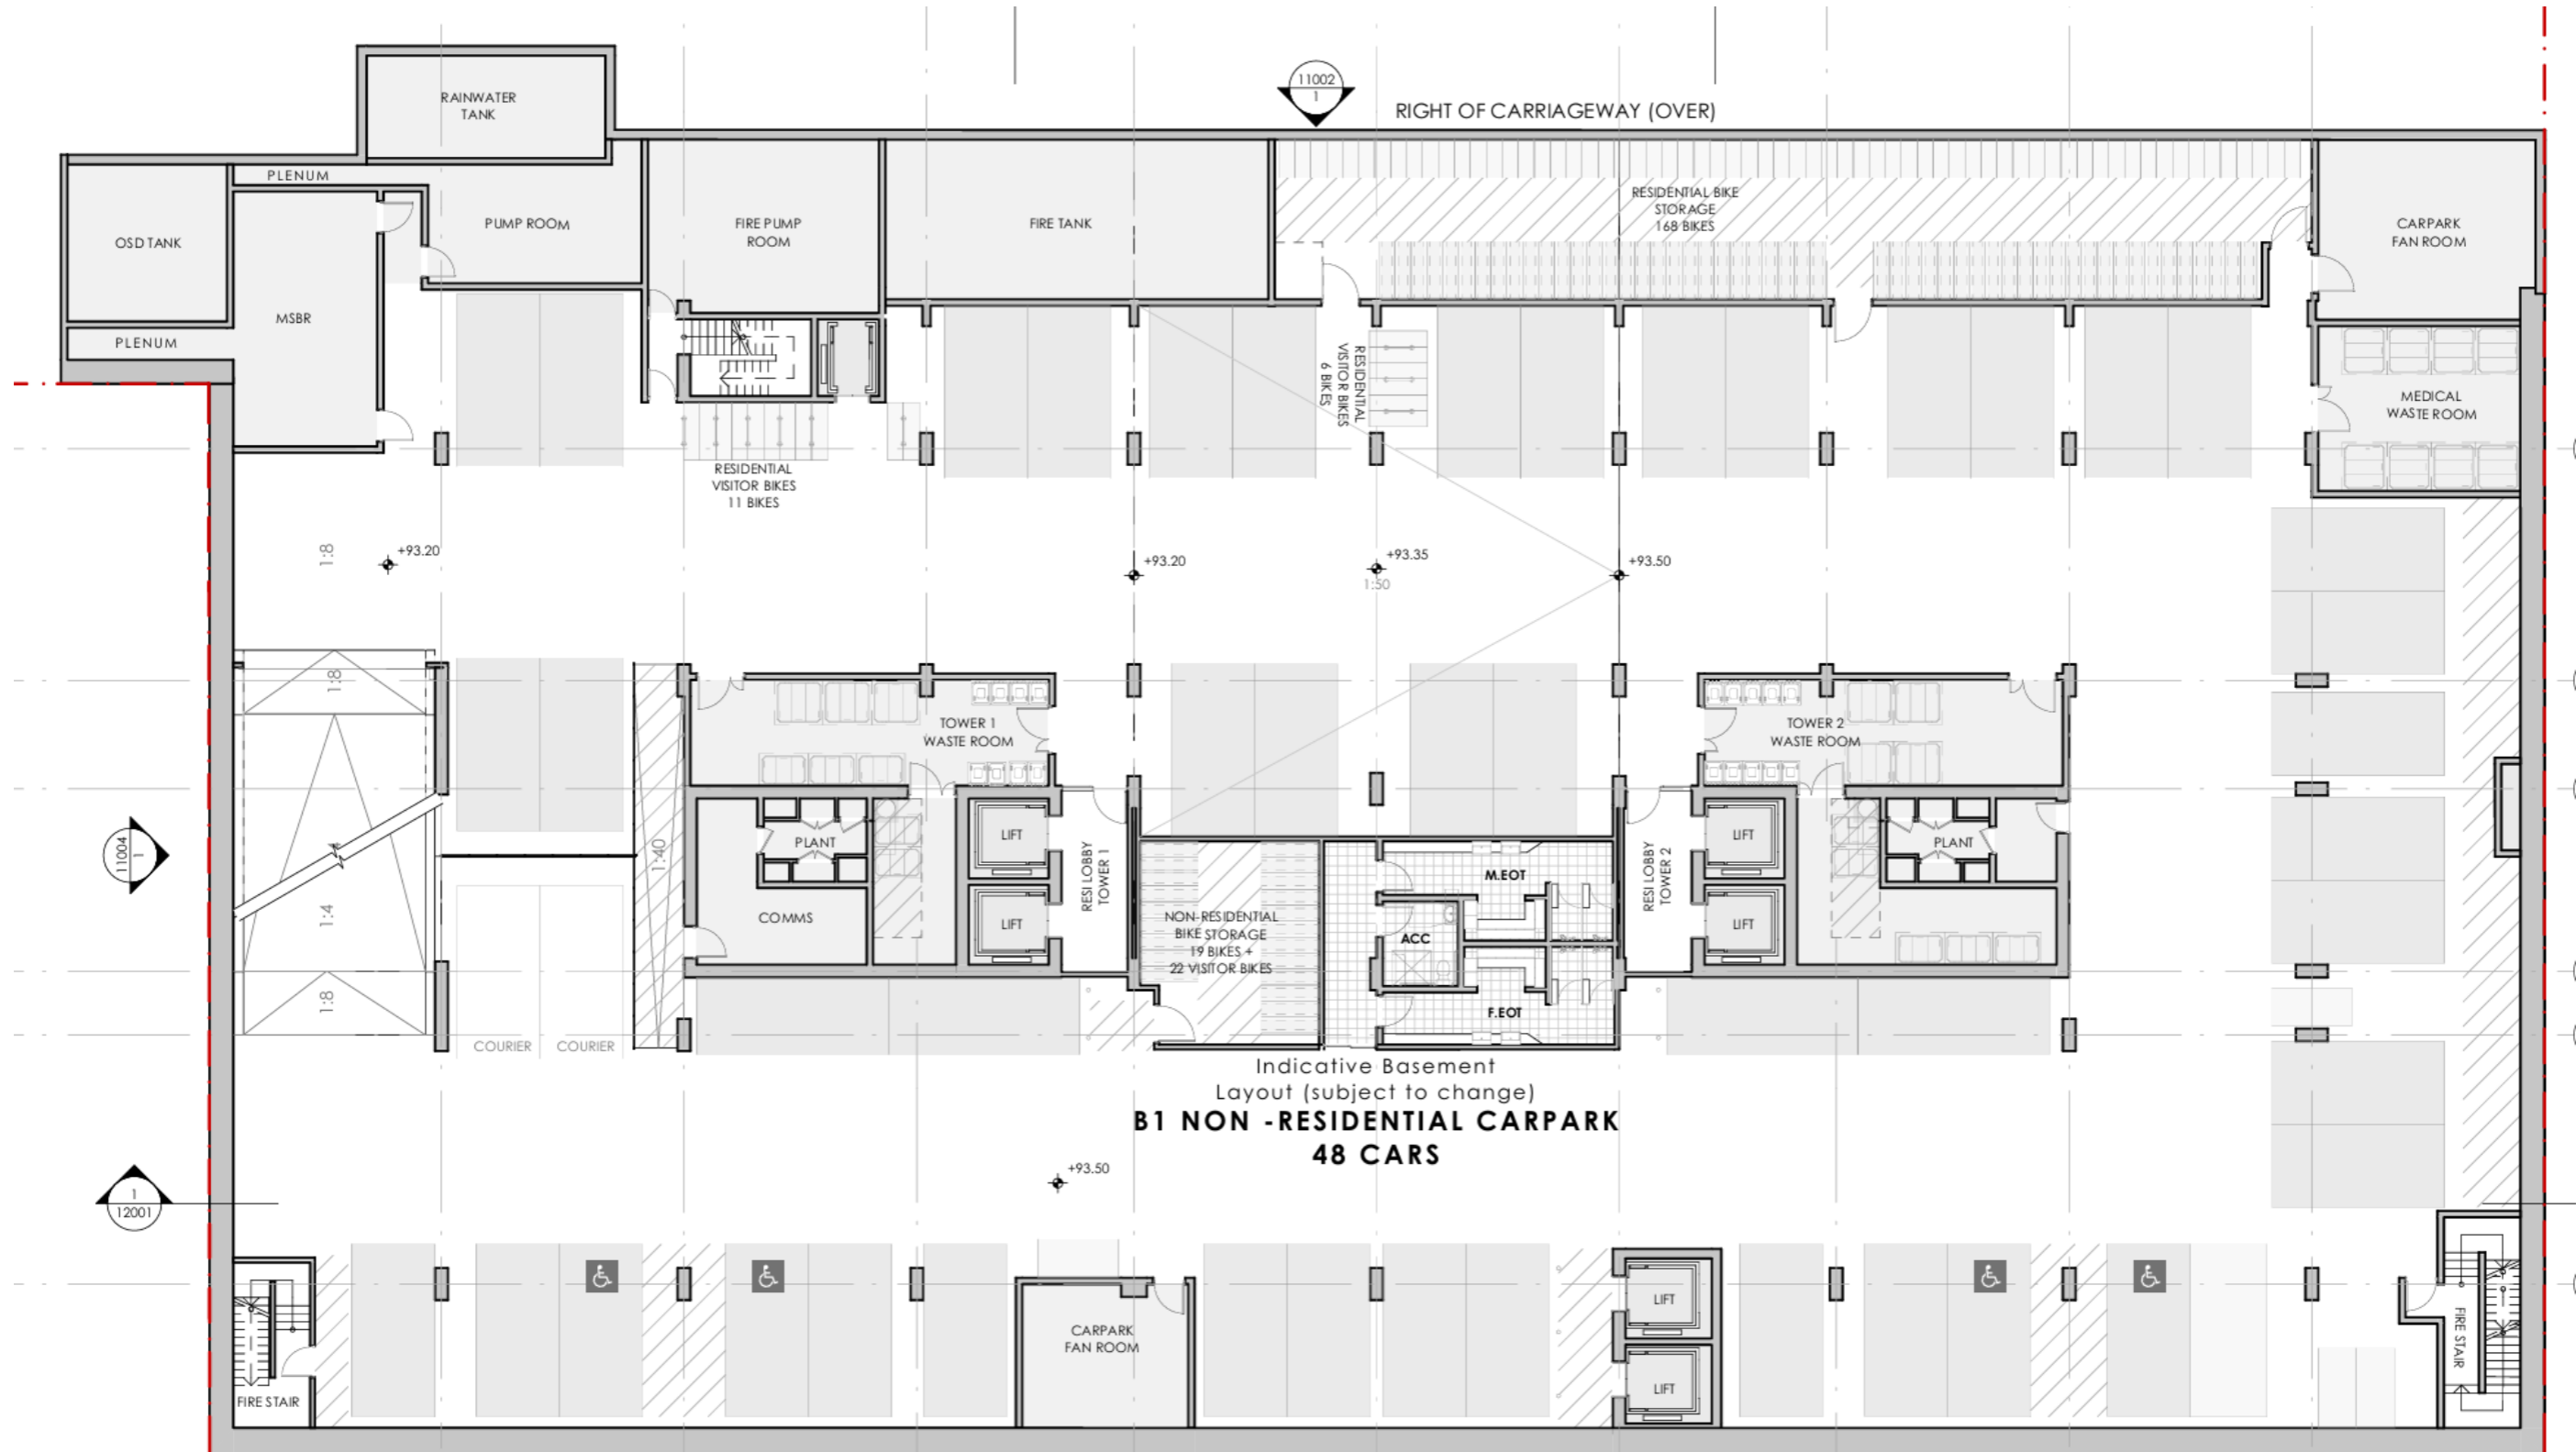 11002
1
RIGHT OF CARRIAGEWAY (OVER)
RAINWATER
TANK
PLENUM
OSD TANK
PUMP ROOM
FIRE PUMP
ROOM
FIRE TANK
RESIDENTIAL BIKE
STORAGE
168 BIKES
CARPARK
FAN ROOM
MSBR
PLENUM
RESIDENTIAL
VISITOR BIKES
6 BIKES
MEDICAL
WASTE ROOM
RESIDENTIAL
VISITOR BIKES
11 BIKES
1:8
+93.20
+93.20
+93.35
1:50
+93.50
1:8
TOWER 1
WASTE ROOM
TOWER 2
WASTE ROOM
11004
1
1:40
PLANT
LIFT
RESI LOBBY
TOWER 1
M.EOT
RESI LOBBY
TOWER 2
LIFT
PLANT
1:4
COMMS
LIFT
NON-RESIDENTIAL
BIKE STORAGE
19 BIKES +
22 VISITOR BIKES
ACC
LIFT
1:8
F.EOT
COURIER
COURIER
Indicative Basement
Layout (subject to change)
B1 NON -RESIDENTIAL CARPARK
48 CARS
+93.50
1
12001
CARPARK
FAN ROOM
LIFT
LIFT
FIRE STAIR
FIRE STAIR